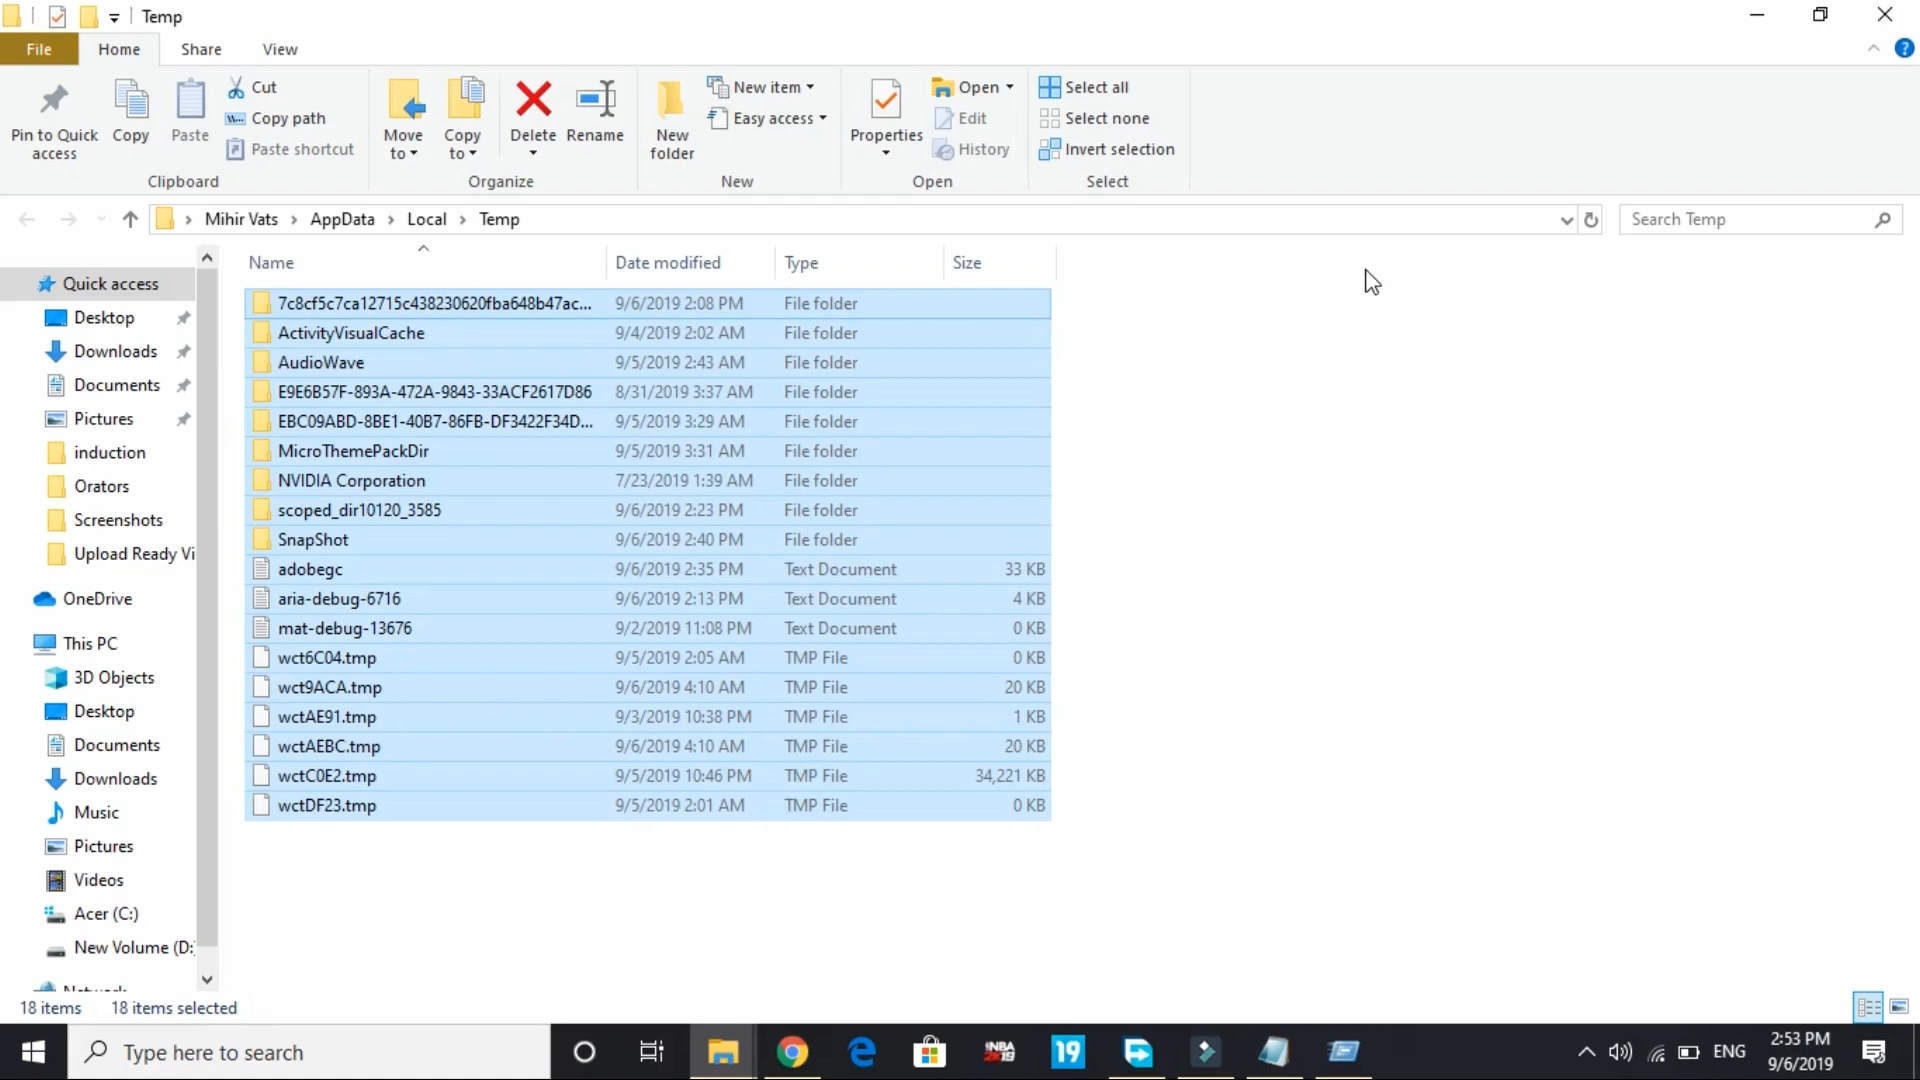 Temp
File
Home
Share
View
Pin to Quick access
Copy
Paste
Cut
Copy path
Paste shortcut
Clipboard
Move to
Copy to
Delete
Rename
Organize
New folder
New item
Easy access
New
Properties
Open
Edit
History
Open
Select all
Select none
Invert selection
Select
Mihir Vats › AppData › Local › Temp
Search Temp
Quick access
Desktop
Downloads
Documents
Pictures
induction
Orators
Screenshots
Upload Ready Vi
OneDrive
This PC
3D Objects
Desktop
Documents
Downloads
Music
Pictures
Videos
Acer (C:)
New Volume (D:
Name Date modified Type Size
7c8cf5c7ca12715c438230620fba648b47ac... 9/6/2019 2:08 PM File folder
ActivityVisualCache 9/4/2019 2:02 AM File folder
AudioWave 9/5/2019 2:43 AM File folder
E9E6B57F-893A-472A-9843-33ACF2617D86 8/31/2019 3:37 AM File folder
EBC09ABD-8BE1-40B7-86FB-DF3422F34D... 9/5/2019 3:29 AM File folder
MicroThemePackDir 9/5/2019 3:31 AM File folder
NVIDIA Corporation 7/23/2019 1:39 AM File folder
scoped_dir10120_3585 9/6/2019 2:23 PM File folder
SnapShot 9/6/2019 2:40 PM File folder
adobegc 9/6/2019 2:35 PM Text Document 33 KB
aria-debug-6716 9/6/2019 2:13 PM Text Document 4 KB
mat-debug-13676 9/2/2019 11:08 PM Text Document 0 KB
wct6C04.tmp 9/5/2019 2:05 AM TMP File 0 KB
wct9ACA.tmp 9/6/2019 4:10 AM TMP File 20 KB
wctAE91.tmp 9/3/2019 10:38 PM TMP File 1 KB
wctAEBC.tmp 9/6/2019 4:10 AM TMP File 20 KB
wctC0E2.tmp 9/5/2019 10:46 PM TMP File 34,221 KB
wctDF23.tmp 9/5/2019 2:01 AM TMP File 0 KB
18 items 18 items selected
Type here to search
NBA 2K19
19
ENG
2:53 PM
9/6/2019